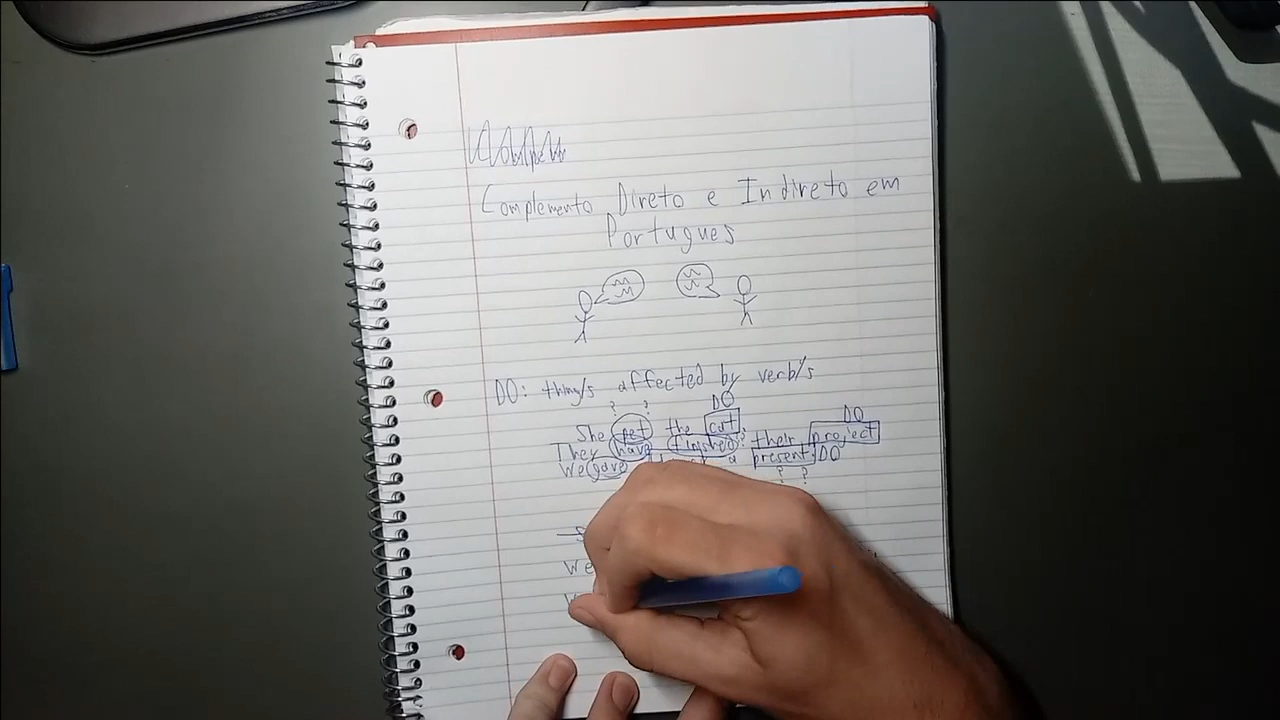 Complemento Direto e Indireto em
Portugues
DO: thing/s affected by verb/s
? ? DO
She pet the cat. DO
They have finished ? their project
We gave a present DO
? ?
We